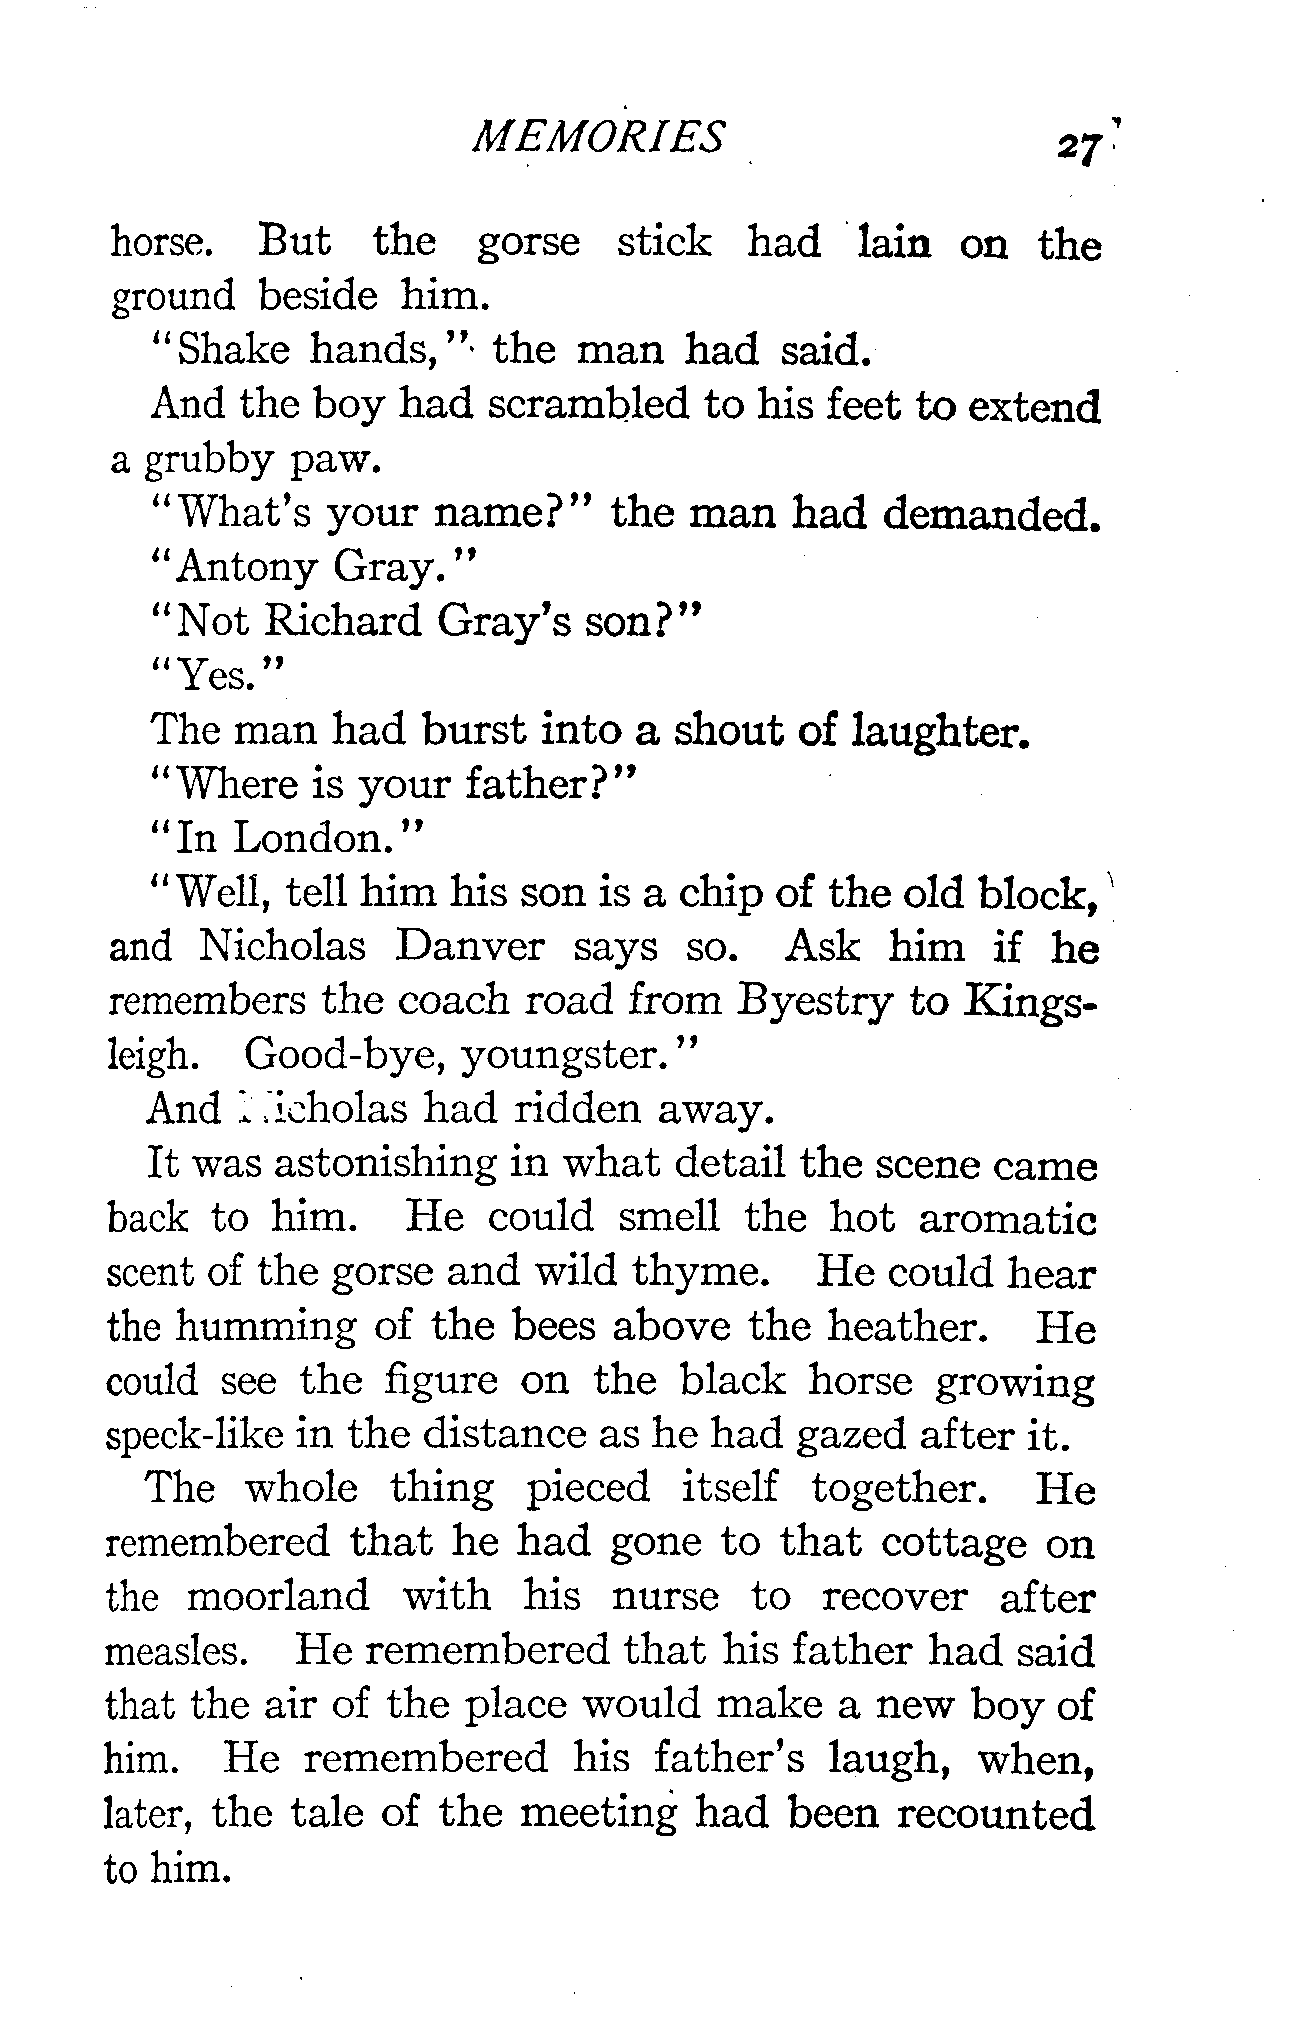 MEMORIES 27
horse. But the gorse stick had lain on the
ground beside him.
"Shake hands," the man had said.
And the boy had scrambled to his feet to extend
a grubby paw.
"What's your name?" the man had demanded.
"Antony Gray."
"Not Richard Gray's son?"
"Yes."
The man had burst into a shout of laughter.
"Where is your father?"
"In London."
"Well, tell him his son is a chip of the old block,
and Nicholas Danver says so. Ask him if he
remembers the coach road from Byestry to Kings-
leigh. Good-bye, youngster."
And Nicholas had ridden away.
It was astonishing in what detail the scene came
back to him. He could smell the hot aromatic
scent of the gorse and wild thyme. He could hear
the humming of the bees above the heather. He
could see the figure on the black horse growing
speck-like in the distance as he had gazed after it.
The whole thing pieced itself together. He
remembered that he had gone to that cottage on
the moorland with his nurse to recover after
measles. He remembered that his father had said
that the air of the place would make a new boy of
him. He remembered his father's laugh, when,
later, the tale of the meeting had been recounted
to him.